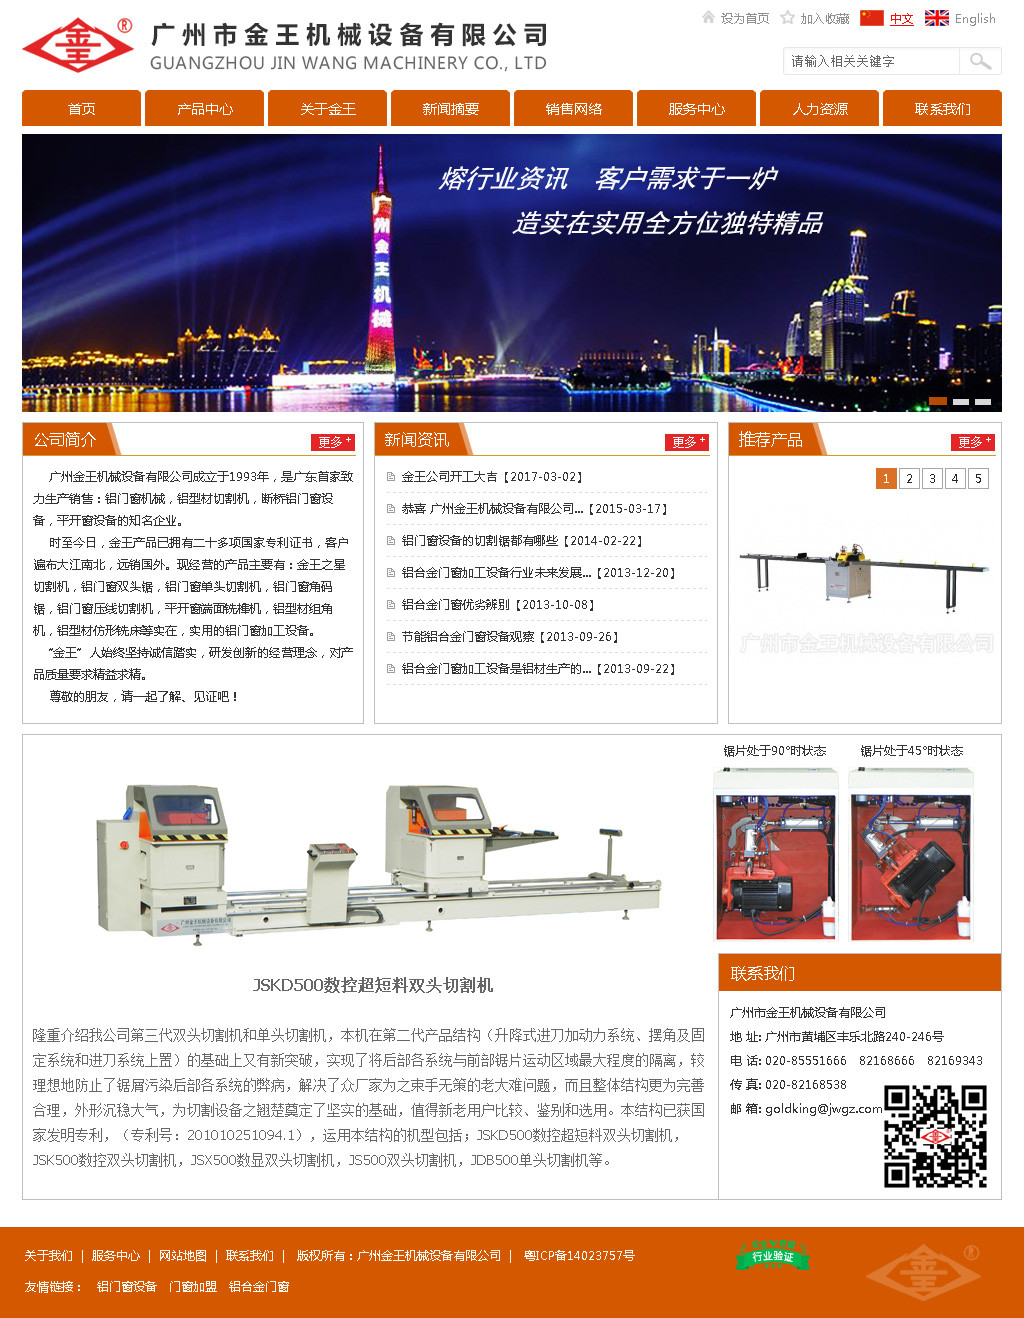 设为首页 加入收藏 中文 English
广州市金王机械设备有限公司 ®
GUANGZHOU JIN WANG MACHINERY CO., LTD
请输入相关关键字
首页 产品中心 关于金王 新闻摘要 销售网络 服务中心 人力资源 联系我们
熔行业资讯 客户需求于一炉
造实在实用全方位独特精品
广州金王机械
公司简介 更多+
广州金王机械设备有限公司成立于1993年，是广东首家致
力生产销售：铝门窗机械，铝型材切割机，断桥铝门窗设
备，平开窗设备的知名企业。
时至今日，金王产品已拥有二十多项国家专利证书，客户
遍布大江南北，远销国外。现经营的产品主要有：金王之星
切割机，铝门窗双头锯，铝门窗单头切割机，铝门窗角码
锯，铝门窗压线切割机，平开窗端面铣榫机，铝型材组角
机，铝型材仿形铣床等实在，实用的铝门窗加工设备。
“金王”人始终坚持诚信踏实，研发创新的经营理念，对产
品质量要求精益求精。
尊敬的朋友，请一起了解、见证吧！
新闻资讯 更多+
金王公司开工大吉【2017-03-02】
恭喜 广州金王机械设备有限公司...【2015-03-17】
铝门窗设备的切割锯都有哪些【2014-02-22】
铝合金门窗加工设备行业未来发展...【2013-12-20】
铝合金门窗优劣辨别【2013-10-08】
节能铝合金门窗设备观察【2013-09-26】
铝合金门窗加工设备是铝材生产的...【2013-09-22】
推荐产品 更多+
1 2 3 4 5
广州市金王机械设备有限公司
锯片处于90°时状态 锯片处于45°时状态
广州金王机械设备有限公司
JSKD500数控超短料双头切割机
隆重介绍我公司第三代双头切割机和单头切割机，本机在第二代产品结构（升降式进刀加动力系统、摆角及固
定系统和进刀系统上置）的基础上又有新突破，实现了将后部各系统与前部锯片运动区域最大程度的隔离，较
理想地防止了锯屑污染后部各系统的弊病，解决了众厂家为之束手无策的老大难问题，而且整体结构更为完善
合理，外形沉稳大气，为切割设备之翘楚奠定了坚实的基础，值得新老用户比较、鉴别和选用。本结构已获国
家发明专利，（专利号：201010251094.1），运用本结构的机型包括；JSKD500数控超短料双头切割机，
JSK500数控双头切割机，JSX500数显双头切割机，JS500双头切割机，JDB500单头切割机等。
联系我们
广州市金王机械设备有限公司
地 址: 广州市黄埔区丰乐北路240-246号
电 话: 020-85551666 82168666 82169343
传 真: 020-82168538
邮 箱: goldking@jwgz.com
关于我们 | 服务中心 | 网站地图 | 联系我们 | 版权所有：广州金王机械设备有限公司 | 粤ICP备14023757号
行业验证
友情链接： 铝门窗设备 门窗加盟 铝合金门窗